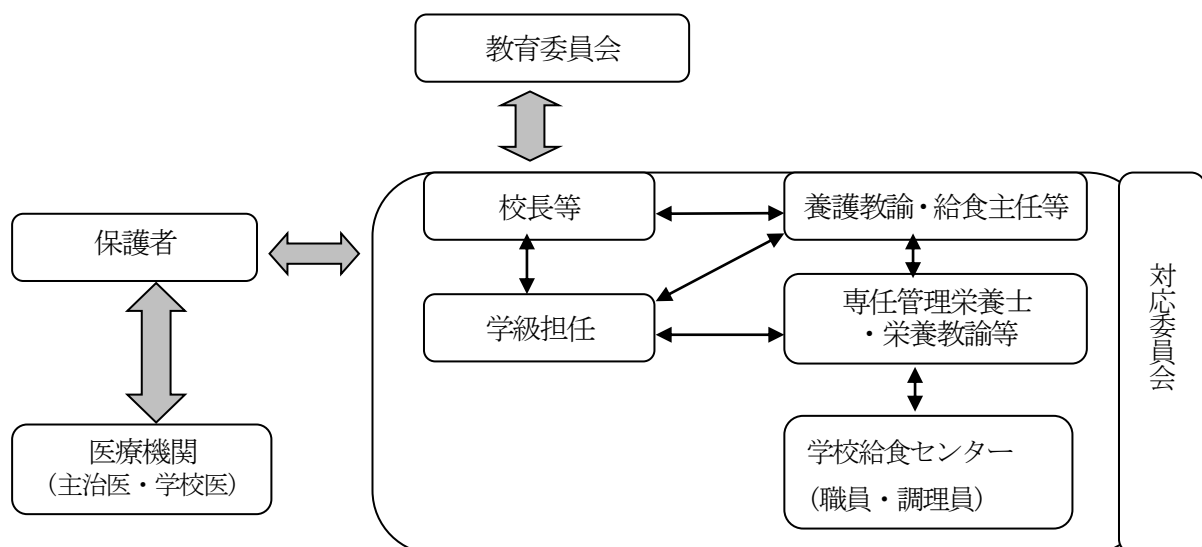 教育委員会
校長等
養護教諭・給食主任等
保護者
対応委員会
専任管理栄養士
・栄養教諭等
学級担任
医療機関
（主治医・学校医）
学校給食センター
（職員・調理員）